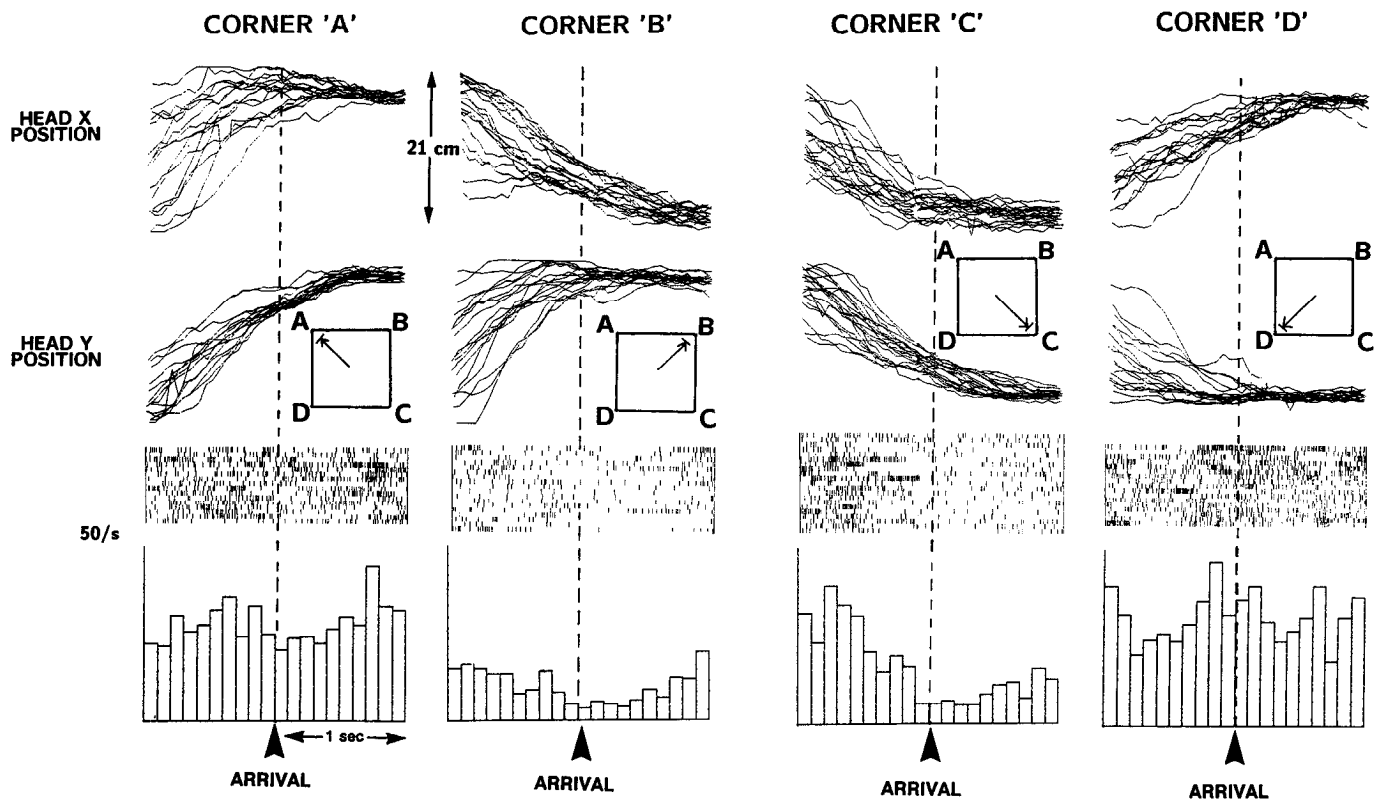 CORNER 'A' CORNER 'B' CORNER 'C' CORNER 'D'
HEAD X
POSITION
21 cm
HEAD Y
POSITION
A B
D C
A B
D C
A B
D C
A B
D C
50/s
1 sec
ARRIVAL ARRIVAL ARRIVAL ARRIVAL